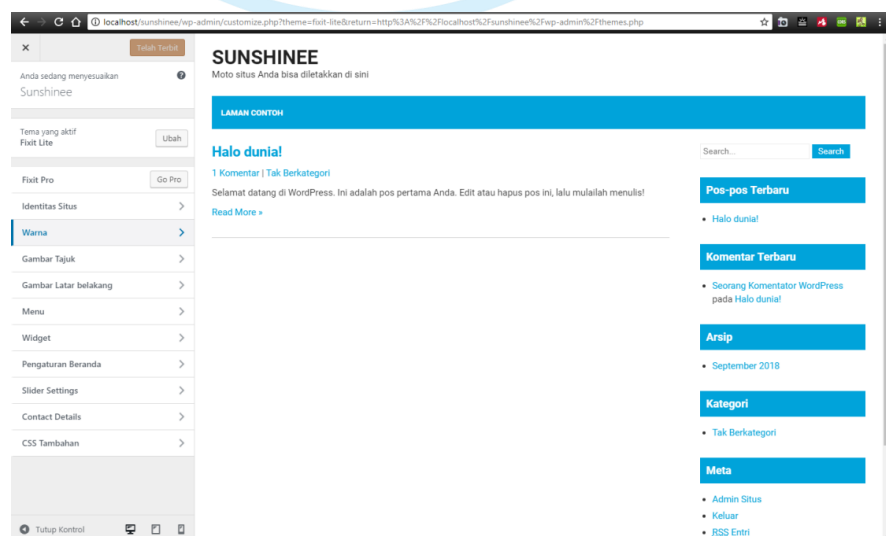 localhost/sunshinee/wp-admin/customize.php?theme=fixit-lite&return=http%3A%2F%2Flocalhost%2Fsunshinee%2Fwp-admin%2Fthemes.php
Telah Terbit
Anda sedang menyesuaikan
Sunshinee
Tema yang aktif
Fixit Lite
Ubah
Fixit Pro
Go Pro
Identitas Situs
Warna
Gambar Tajuk
Gambar Latar belakang
Menu
Widget
Pengaturan Beranda
Slider Settings
Contact Details
CSS Tambahan
Tutup Kontrol
SUNSHINEE
Moto situs Anda bisa diletakkan di sini
LAMAN CONTOH
Halo dunia!
1 Komentar | Tak Berkategori
Selamat datang di WordPress. Ini adalah pos pertama Anda. Edit atau hapus pos ini, lalu mulailah menulis!
Read More »
Search...
Search
Pos-pos Terbaru
Halo dunia!
Komentar Terbaru
Seorang Komentator WordPress
pada Halo dunia!
Arsip
September 2018
Kategori
Tak Berkategori
Meta
Admin Situs
Keluar
RSS Entri